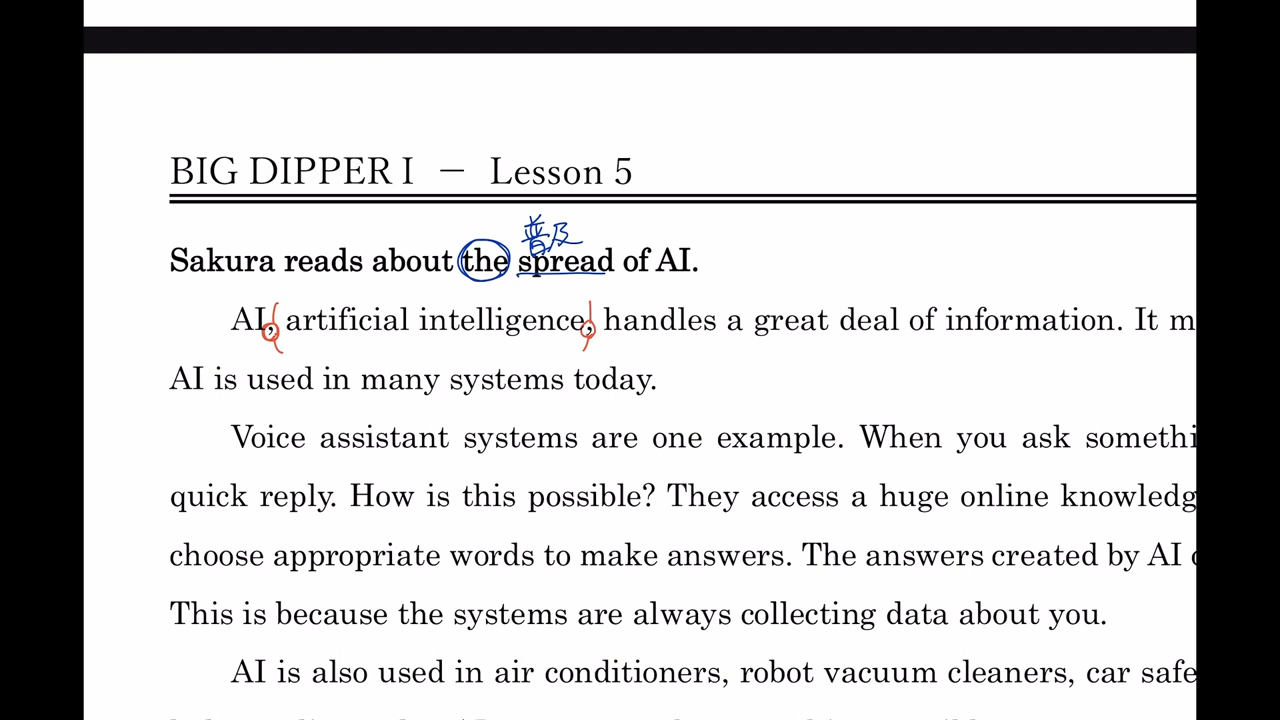 BIG DIPPER I － Lesson 5
普及
Sakura reads about the spread of AI.
AI, artificial intelligence, handles a great deal of information. It
AI is used in many systems today.
Voice assistant systems are one example. When you ask
quick reply. How is this possible? They access a huge online
choose appropriate words to make answers. The answers created by AI
This is because the systems are always collecting data about you.
AI is also used in air conditioners, robot vacuum cleaners, car